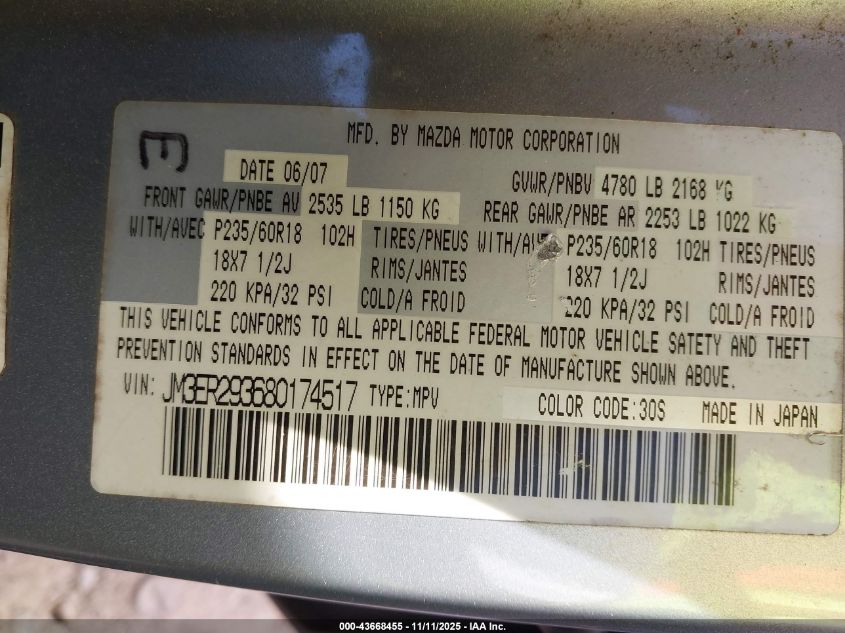 E
MFD. BY MAZDA MOTOR CORPORATION
DATE 06/07 GVWR/PNBV 4780 LB 2168 KG
FRONT GAWR/PNBE AV 2535 LB 1150 KG REAR GAWR/PNBE AR 2253 LB 1022 KG
WITH/AVEC P235/60R18 102H TIRES/PNEUS WITH/AVEC P235/60R18 102H TIRES/PNEUS
18X7 1/2J RIMS/JANTES 18X7 1/2J RIMS/JANTES
220 KPA/32 PSI COLD/A FROID 220 KPA/32 PSI COLD/A FROID
THIS VEHICLE CONFORMS TO ALL APPLICABLE FEDERAL MOTOR VEHICLE SAFETY AND THEFT
PREVENTION STANDARDS IN EFFECT ON THE DATE OF MANUFACTURE SHOWN ABOVE.
VIN: JM3ER293680174517 TYPE:MPV
COLOR CODE:30S MADE IN JAPAN
000-43668455 - 11/11/2025 - IAA Inc.